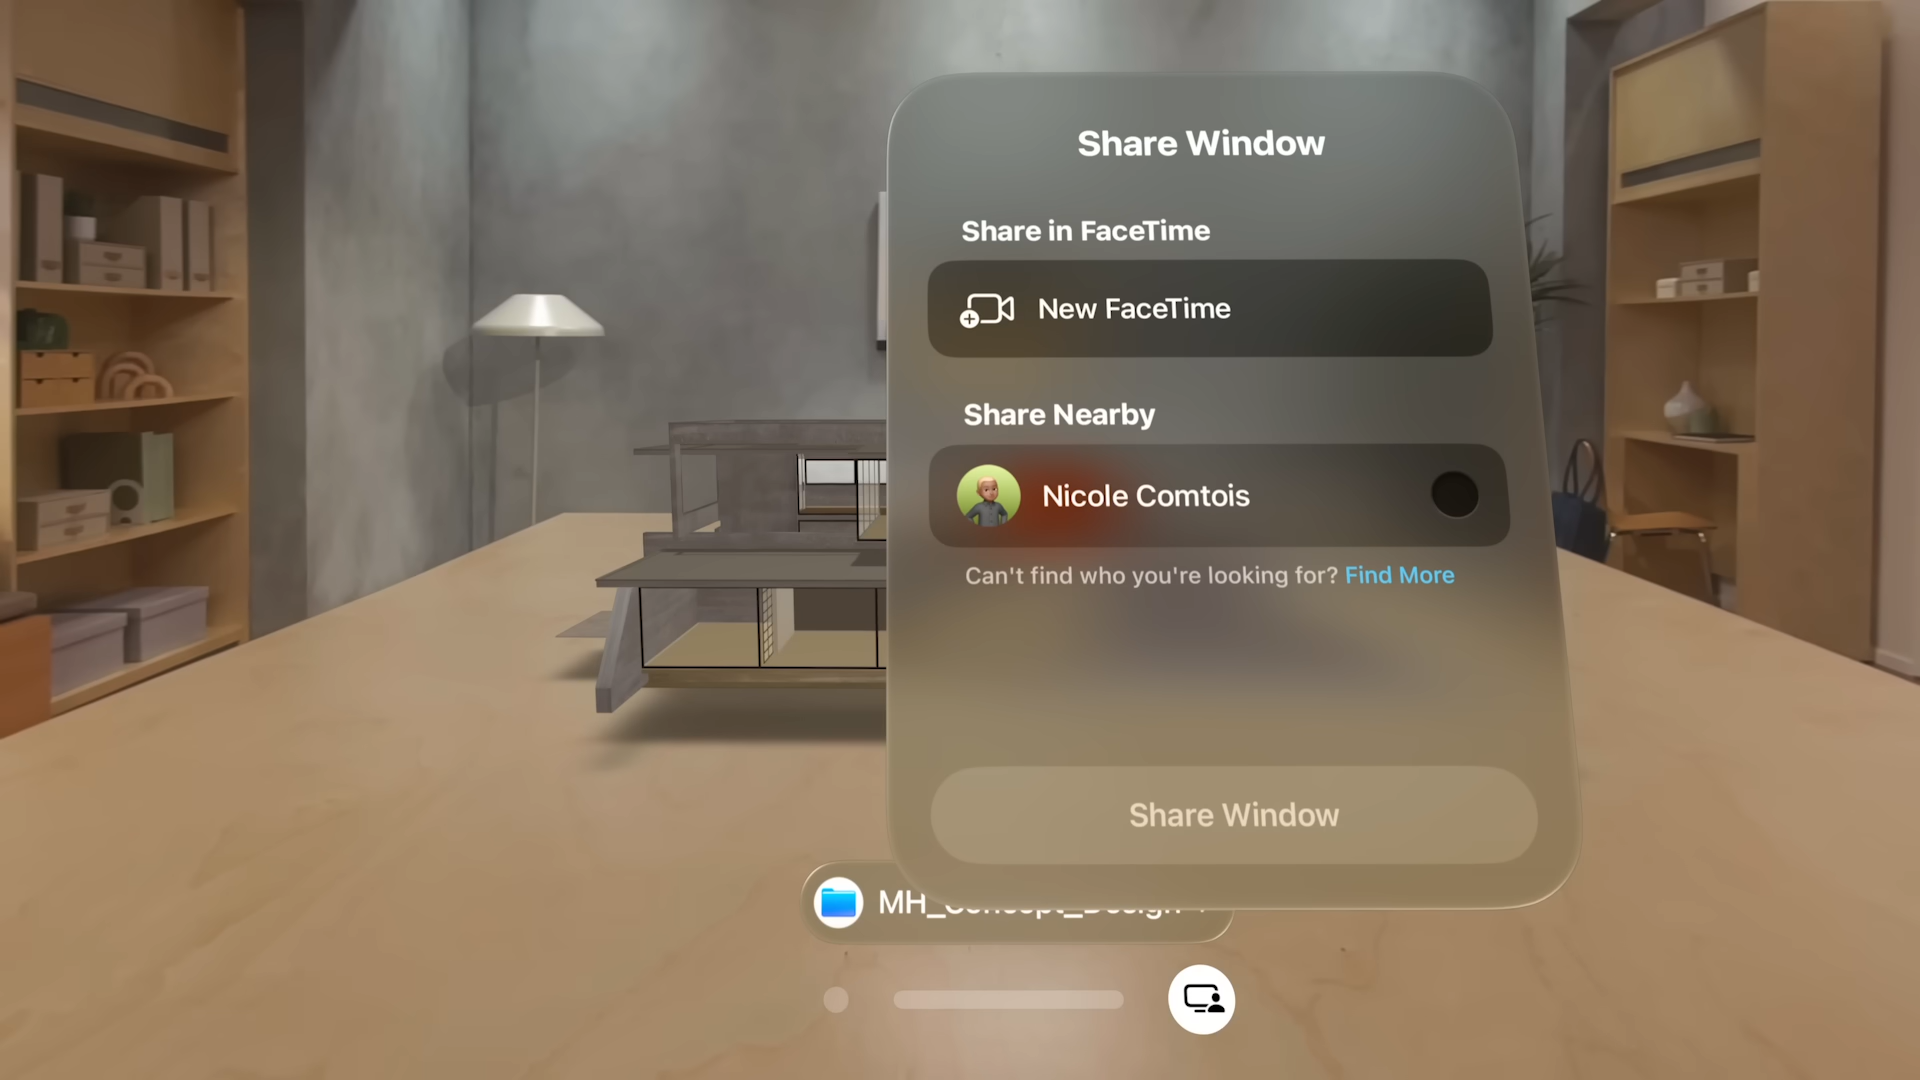 Share Window
Share in FaceTime
New FaceTime
Share Nearby
Nicole Comtois
Can't find who you're looking for? Find More
Share Window
MH_Concept_Design